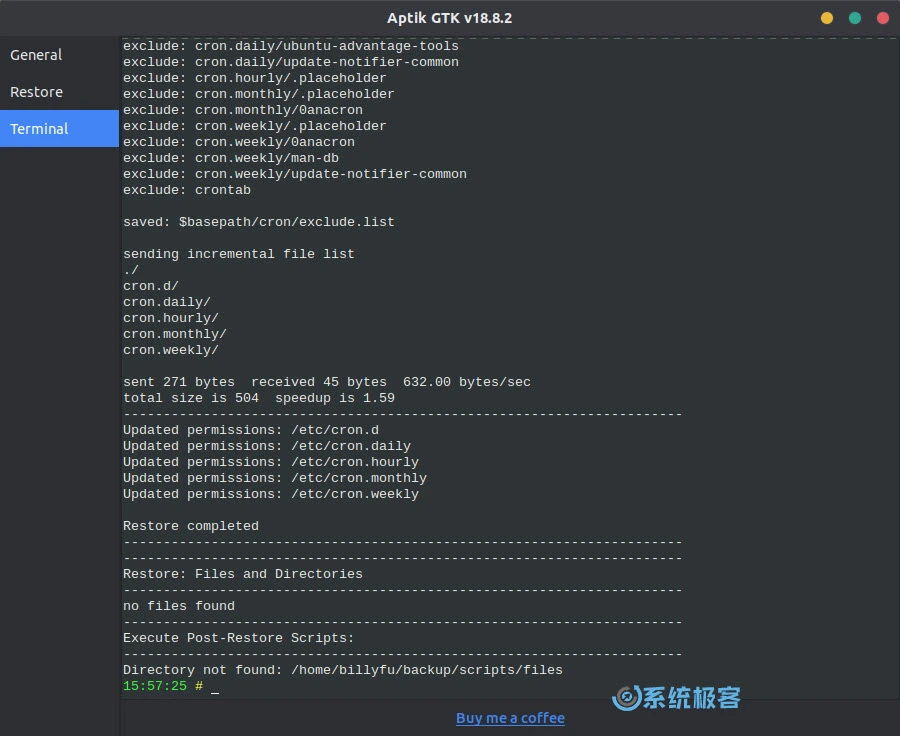 Aptik GTK v18.8.2
General
Restore
Terminal
exclude: cron.daily/ubuntu-advantage-tools
exclude: cron.daily/update-notifier-common
exclude: cron.hourly/.placeholder
exclude: cron.monthly/.placeholder
exclude: cron.monthly/0anacron
exclude: cron.weekly/.placeholder
exclude: cron.weekly/0anacron
exclude: cron.weekly/man-db
exclude: cron.weekly/update-notifier-common
exclude: crontab
saved: $basepath/cron/exclude.list
sending incremental file list
./
cron.d/
cron.daily/
cron.hourly/
cron.monthly/
cron.weekly/
sent 271 bytes  received 45 bytes  632.00 bytes/sec
total size is 504  speedup is 1.59
----------------------------------------------------------------------
Updated permissions: /etc/cron.d
Updated permissions: /etc/cron.daily
Updated permissions: /etc/cron.hourly
Updated permissions: /etc/cron.monthly
Updated permissions: /etc/cron.weekly
Restore completed
----------------------------------------------------------------------
----------------------------------------------------------------------
Restore: Files and Directories
----------------------------------------------------------------------
no files found
----------------------------------------------------------------------
Execute Post-Restore Scripts:
----------------------------------------------------------------------
Directory not found: /home/billyfu/backup/scripts/files
15:57:25 # _
系统极客
Buy me a coffee